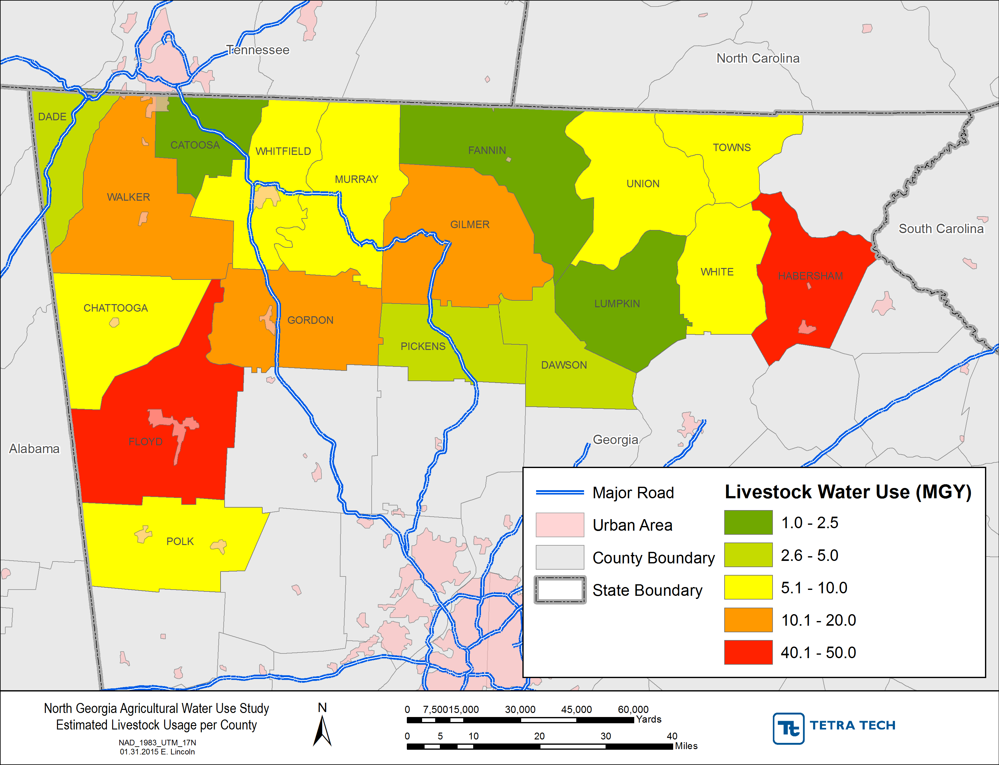 Tennessee
North Carolina
DADE
CATOOSA
WHITFIELD
FANNIN
TOWNS
MURRAY
UNION
WALKER
GILMER
South Carolina
WHITE
HABERSHAM
CHATTOOGA
LUMPKIN
GORDON
PICKENS
DAWSON
FLOYD
Georgia
Alabama
POLK
Major Road
Urban Area
County Boundary
State Boundary
Livestock Water Use (MGY)
1.0 - 2.5
2.6 - 5.0
5.1 - 10.0
10.1 - 20.0
40.1 - 50.0
North Georgia Agricultural Water Use Study
Estimated Livestock Usage per County
NAD_1983_UTM_17N
01.31.2015 E. Lincoln
N
0 7,50015,000 30,000 45,000 60,000
Yards
0 5 10 20 30 40
Miles
Tt TETRA TECH